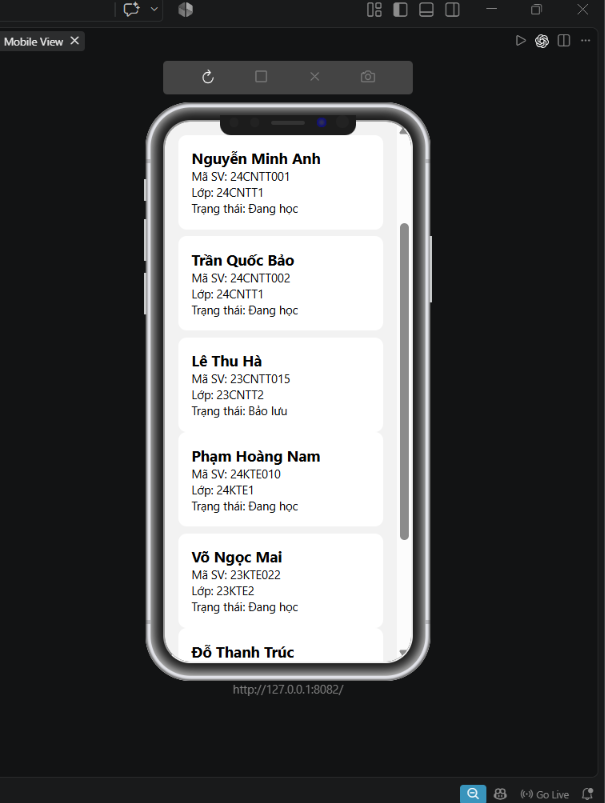 Mobile View
Nguyễn Minh Anh
Mã SV: 24CNTT001
Lớp: 24CNTT1
Trạng thái: Đang học
Trần Quốc Bảo
Mã SV: 24CNTT002
Lớp: 24CNTT1
Trạng thái: Đang học
Lê Thu Hà
Mã SV: 23CNTT015
Lớp: 23CNTT2
Trạng thái: Bảo lưu
Phạm Hoàng Nam
Mã SV: 24KTE010
Lớp: 24KTE1
Trạng thái: Đang học
Võ Ngọc Mai
Mã SV: 23KTE022
Lớp: 23KTE2
Trạng thái: Đang học
Đỗ Thanh Trúc
http://127.0.0.1:8082/
Go Live